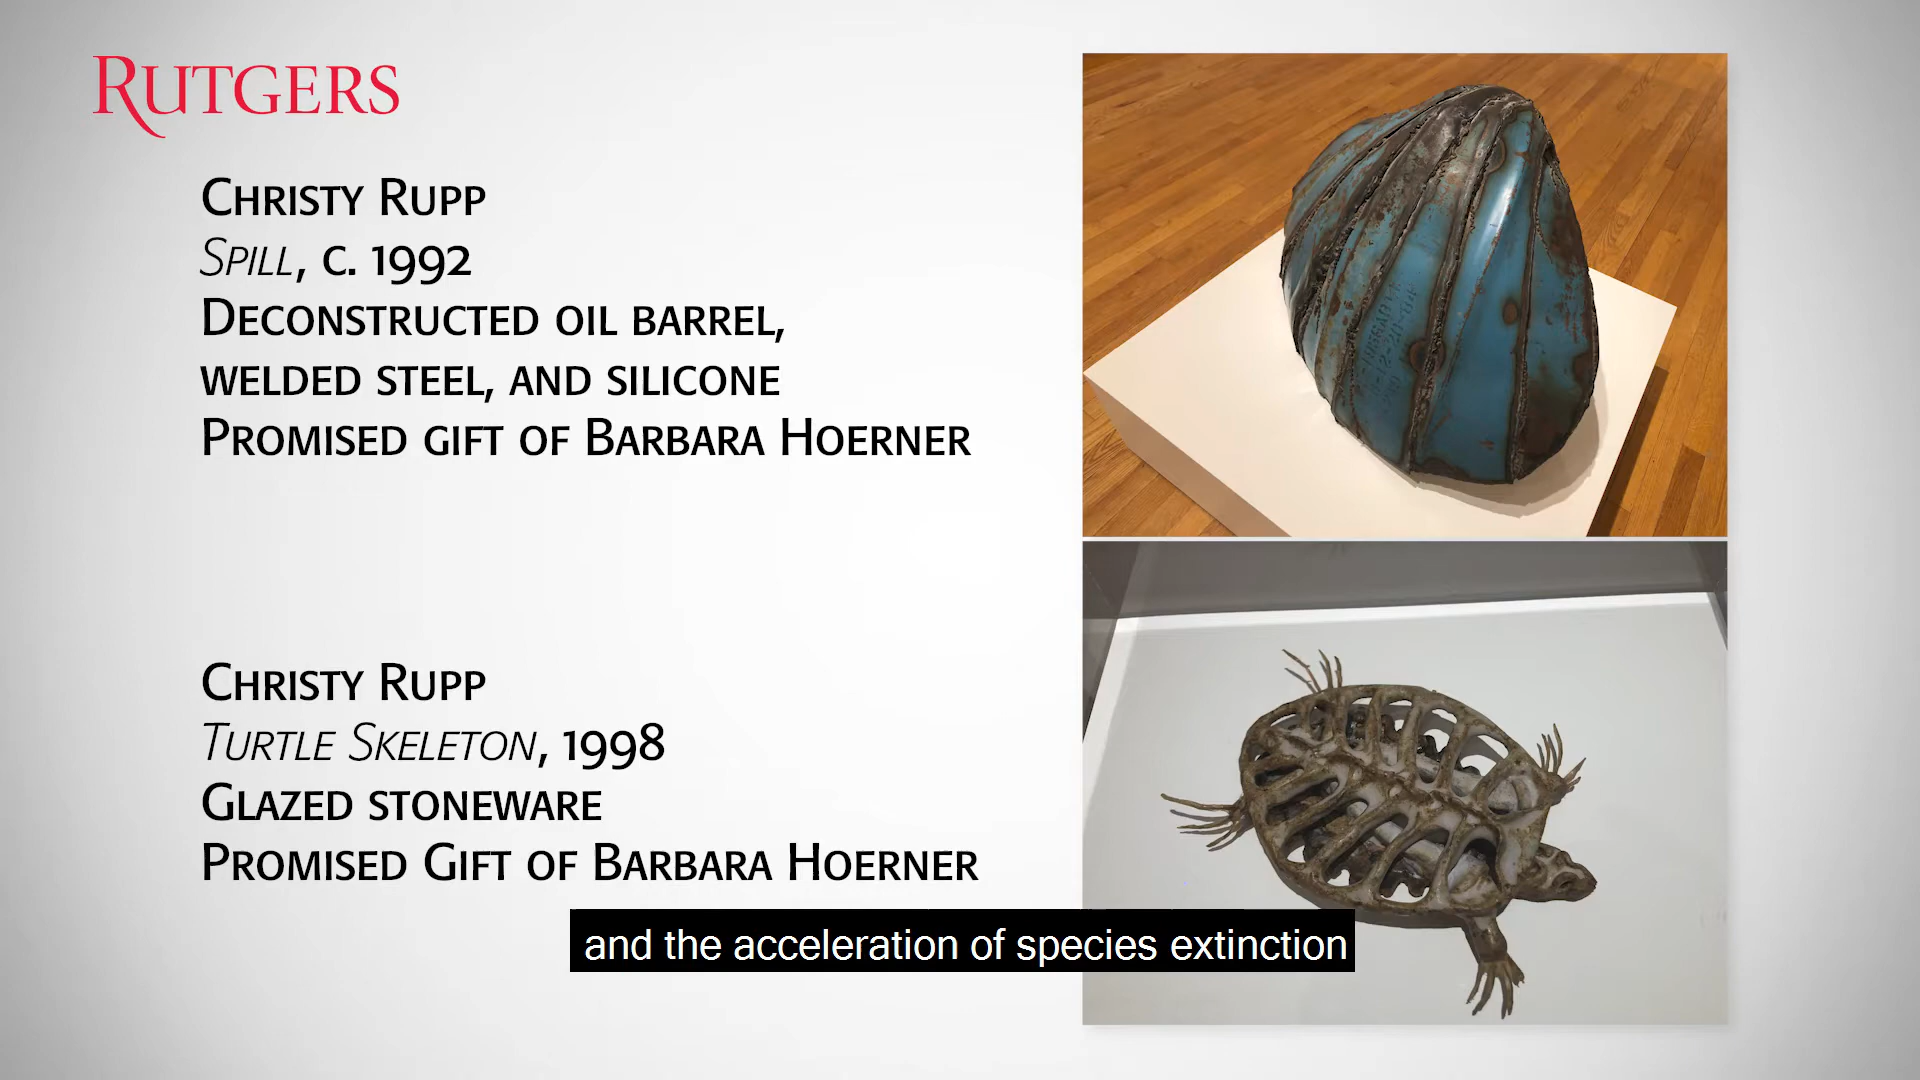 RUTGERS
CHRISTY RUPP
SPILL, C. 1992
DECONSTRUCTED OIL BARREL,
WELDED STEEL, AND SILICONE
PROMISED GIFT OF BARBARA HOERNER
CHRISTY RUPP
TURTLE SKELETON, 1998
GLAZED STONEWARE
PROMISED GIFT OF BARBARA HOERNER
and the acceleration of species extinction